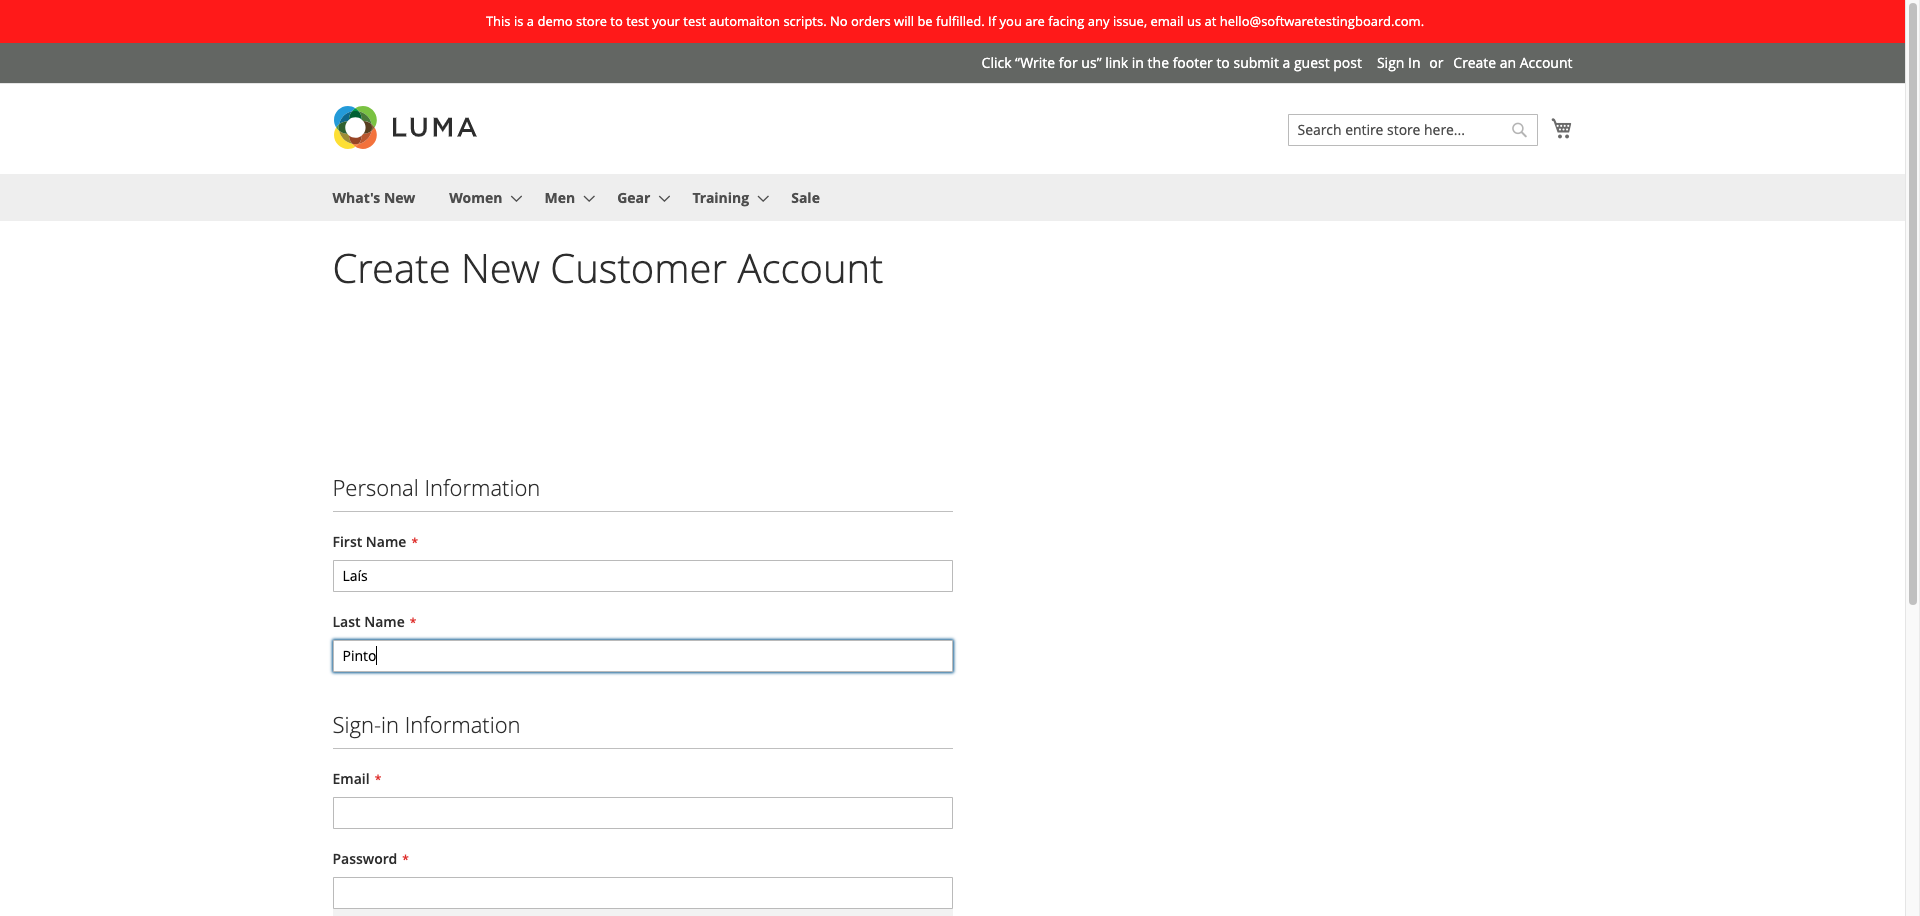 This is a demo store to test your test automaiton scripts. No orders will be fulfilled. If you are facing any issue, email us at hello@softwaretestingboard.com.
Click “Write for us” link in the footer to submit a guest post Sign In or Create an Account
LUMA
Search entire store here...
What's New Women Men Gear Training Sale
Create New Customer Account
Personal Information
First Name *
Laís
Last Name *
Pinto
Sign-in Information
Email *
Password *